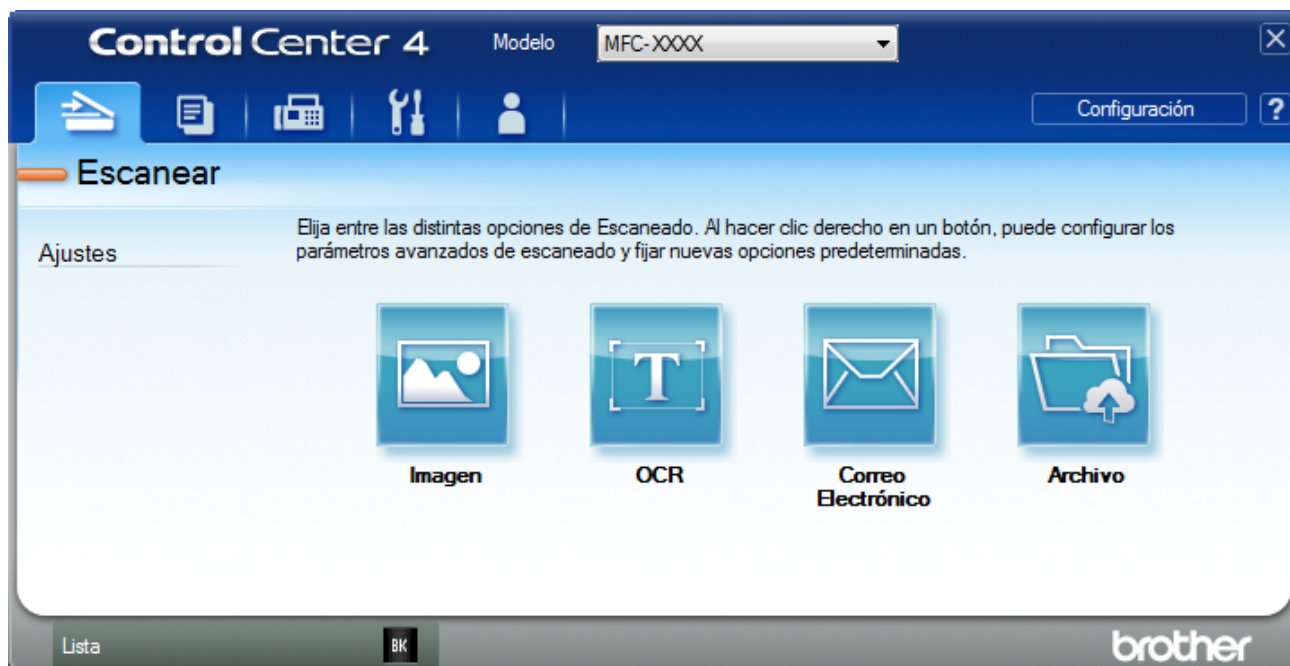 Control Center 4
Modelo
MFC-XXXX
Configuración
?
Escanear
Ajustes
Elija entre las distintas opciones de Escaneado. Al hacer clic derecho en un botón, puede configurar los
parámetros avanzados de escaneado y fijar nuevas opciones predeterminadas.
T
Imagen
OCR
Correo
Electrónico
Archivo
Lista
BK
brother